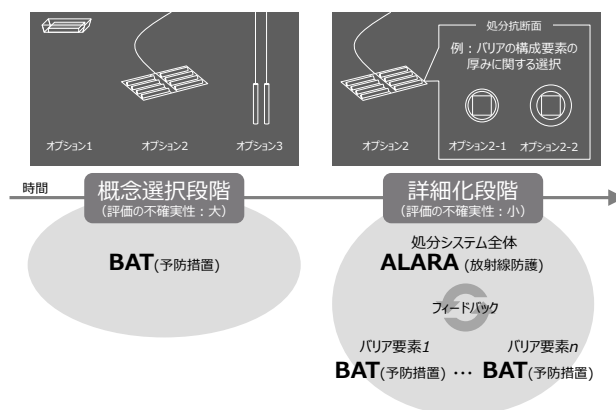 オプション1
オプション2
オプション3
処分抗断面
例：バリアの構成要素の
厚みに関する選択
オプション2
オプション2-1
オプション2-2
時間
概念選択段階
(評価の不確実性：大)
詳細化段階
(評価の不確実性：小)
BAT(予防措置)
処分システム全体
ALARA (放射線防護)
フィードバック
バリア要素1
バリア要素n
BAT(予防措置) ･･･ BAT(予防措置)